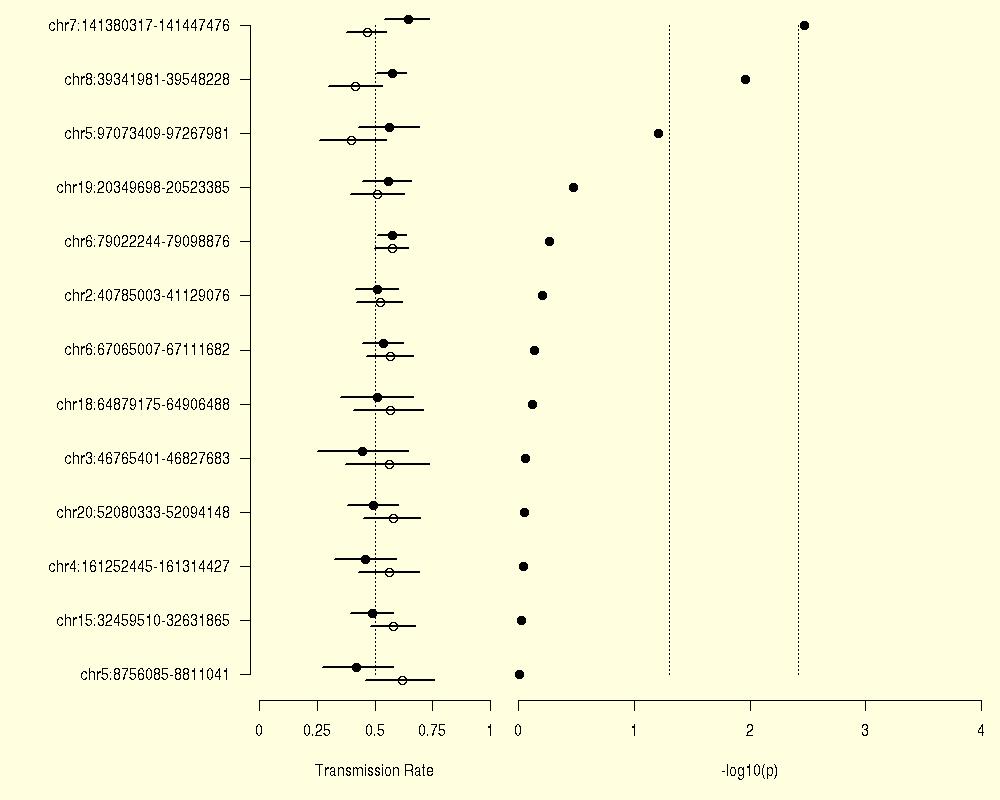 chr7:141380317-141447476
chr8:39341981-39548228
chr5:97073409-97267981
chr19:20349698-20523385
chr6:79022244-79098876
chr2:40785003-41129076
chr6:67065007-67111682
chr18:64879175-64906488
chr3:46765401-46827683
chr20:52080333-52094148
chr4:161252445-161314427
chr15:32459510-32631865
chr5:8756085-8811041
0 0.25 0.5 0.75 1 0 1 2 3 4
Transmission Rate -log10(p)